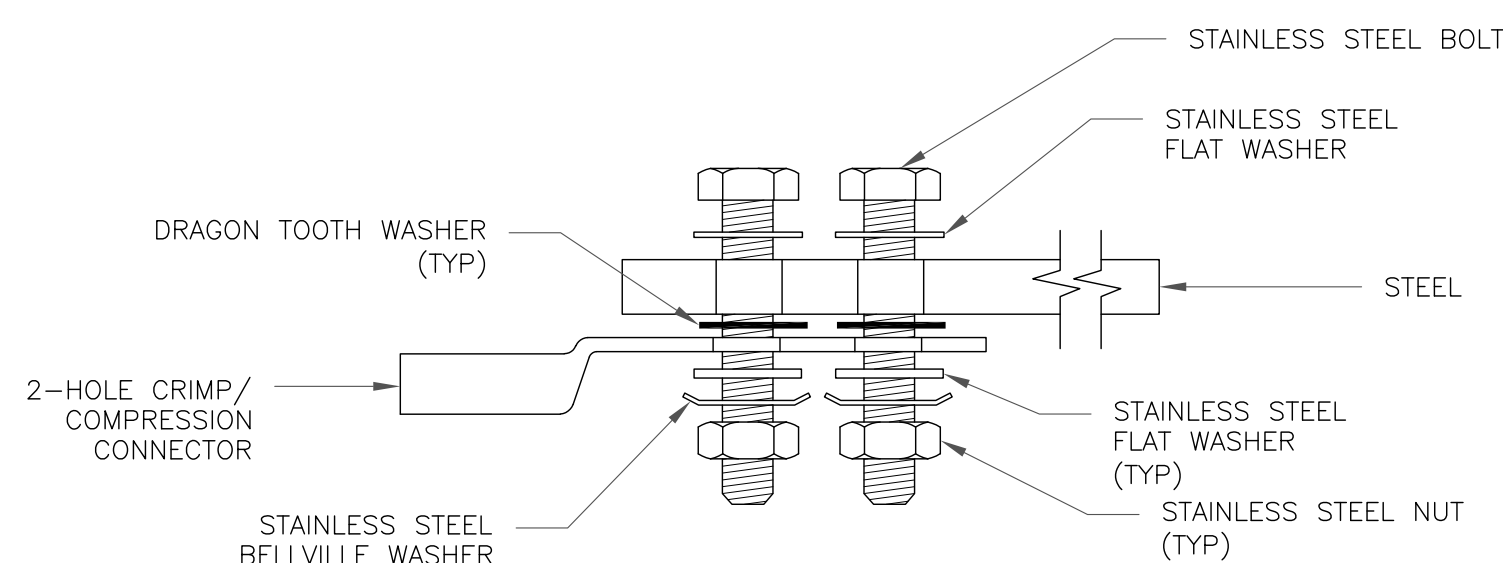 STAINLESS STEEL BOLT
STAINLESS STEEL
FLAT WASHER
DRAGON TOOTH WASHER
(TYP)
STEEL
2-HOLE CRIMP/
COMPRESSION
CONNECTOR
STAINLESS STEEL
FLAT WASHER
(TYP)
STAINLESS STEEL NUT
(TYP)
STAINLESS STEEL
BELLVILLE WASHER